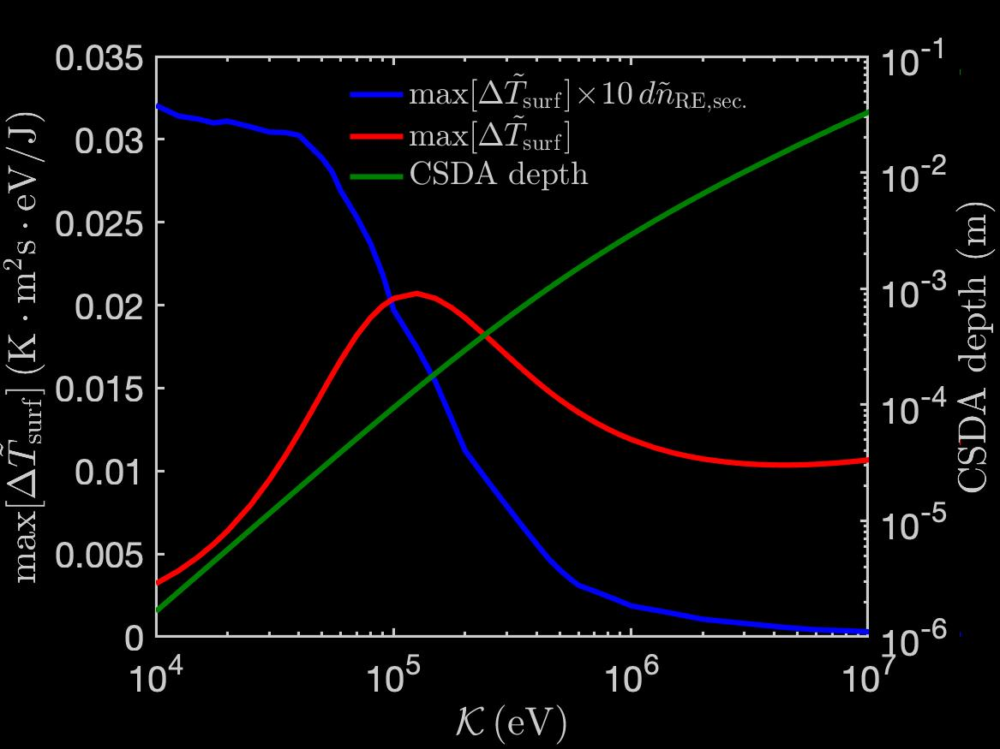 max[ΔT̃surf]×10 dñRE,sec.
max[ΔT̃surf]
CSDA depth
0.035
0.03
0.025
0.02
0.015
0.01
0.005
0
max[ΔT̃surf] (K · m²s · eV/J)
10⁻¹
10⁻²
10⁻³
10⁻⁴
10⁻⁵
10⁻⁶
CSDA depth (m)
10⁴ 10⁵ 10⁶ 10⁷
𝒦 (eV)